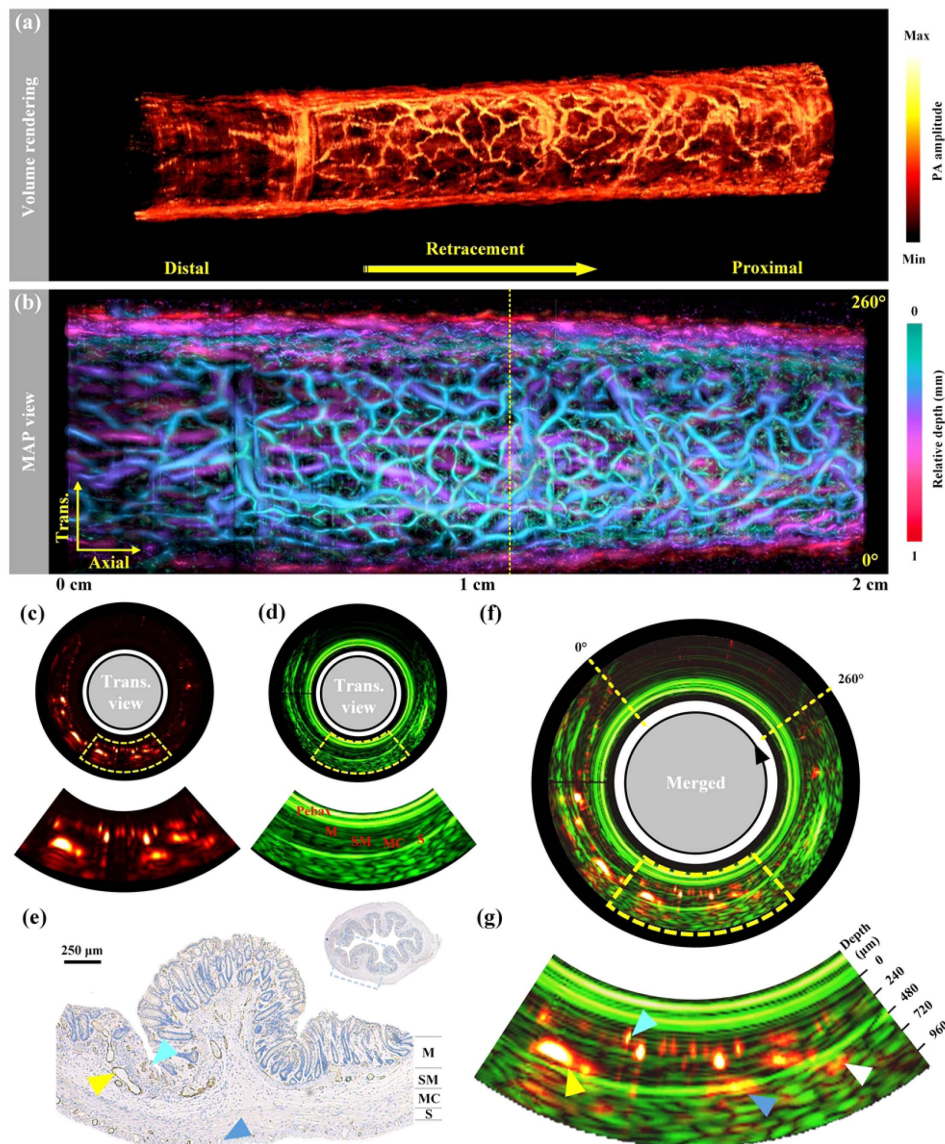 (a)
Volume rendering
Max
PA amplitude
Min
Retracement
Distal
Proximal
(b)
MAP view
260°
0
Relative depth (mm)
1
Trans.
Axial
0°
0 cm
1 cm
2 cm
(c)
Trans.
view
(d)
Trans.
view
Pebax
M
SM
MC
S
(e)
250 μm
M
SM
MC
S
(f)
0°
260°
Merged
(g)
Depth
(μm)
0
240
480
720
960